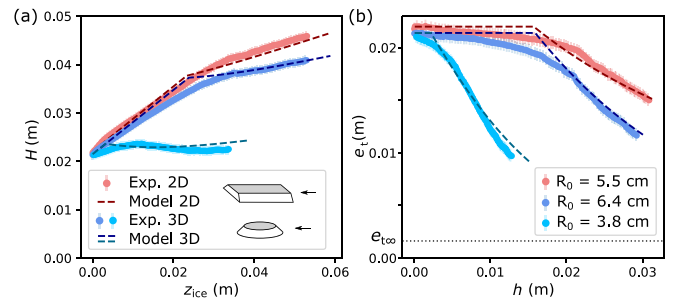 (a)
0.05
0.04
0.03
0.02
0.01
0.00
H (m)
Exp. 2D
Model 2D
Exp. 3D
Model 3D
0.00 0.02 0.04 0.06
z_ice (m)
(b)
0.02
0.01
e_t∞
0.00
e_t(m)
R_0 = 5.5 cm
R_0 = 6.4 cm
R_0 = 3.8 cm
0.00 0.01 0.02 0.03
h (m)